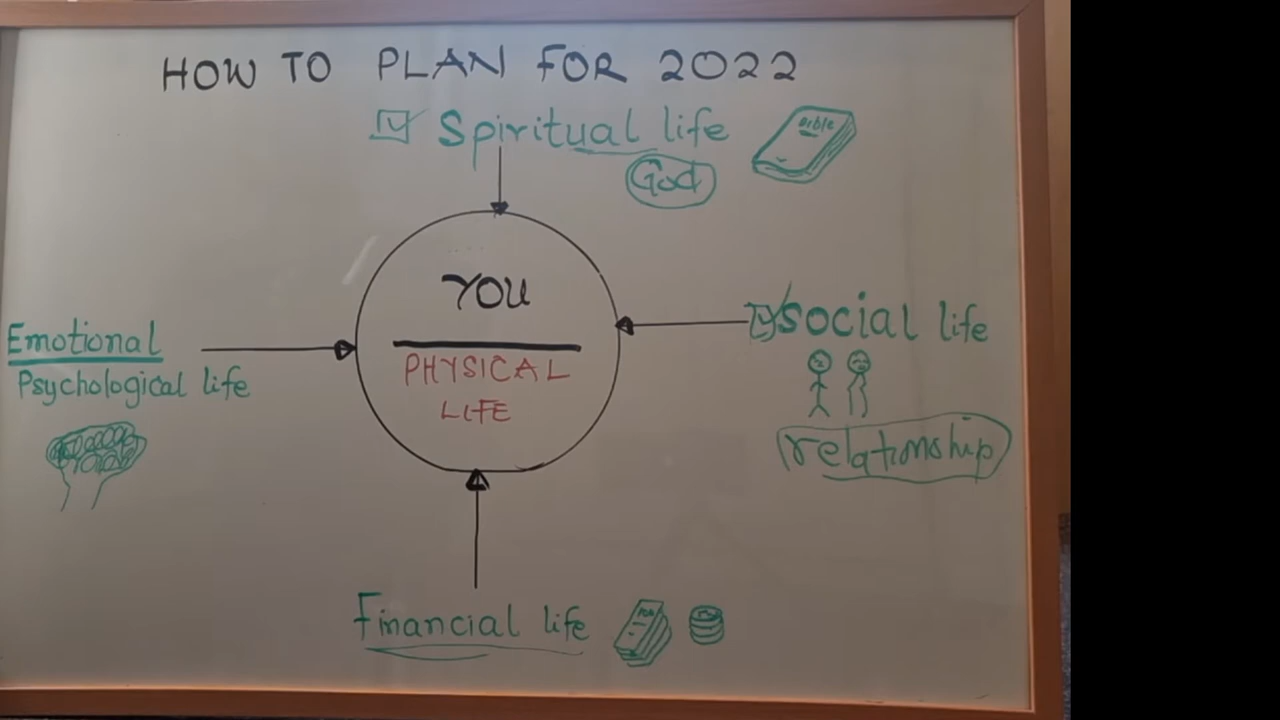 HOW TO PLAN FOR 2022
Spiritual life
Bible
God
YOU
PHYSICAL
LIFE
Social life
relationship
Emotional
Psychological life
Financial life